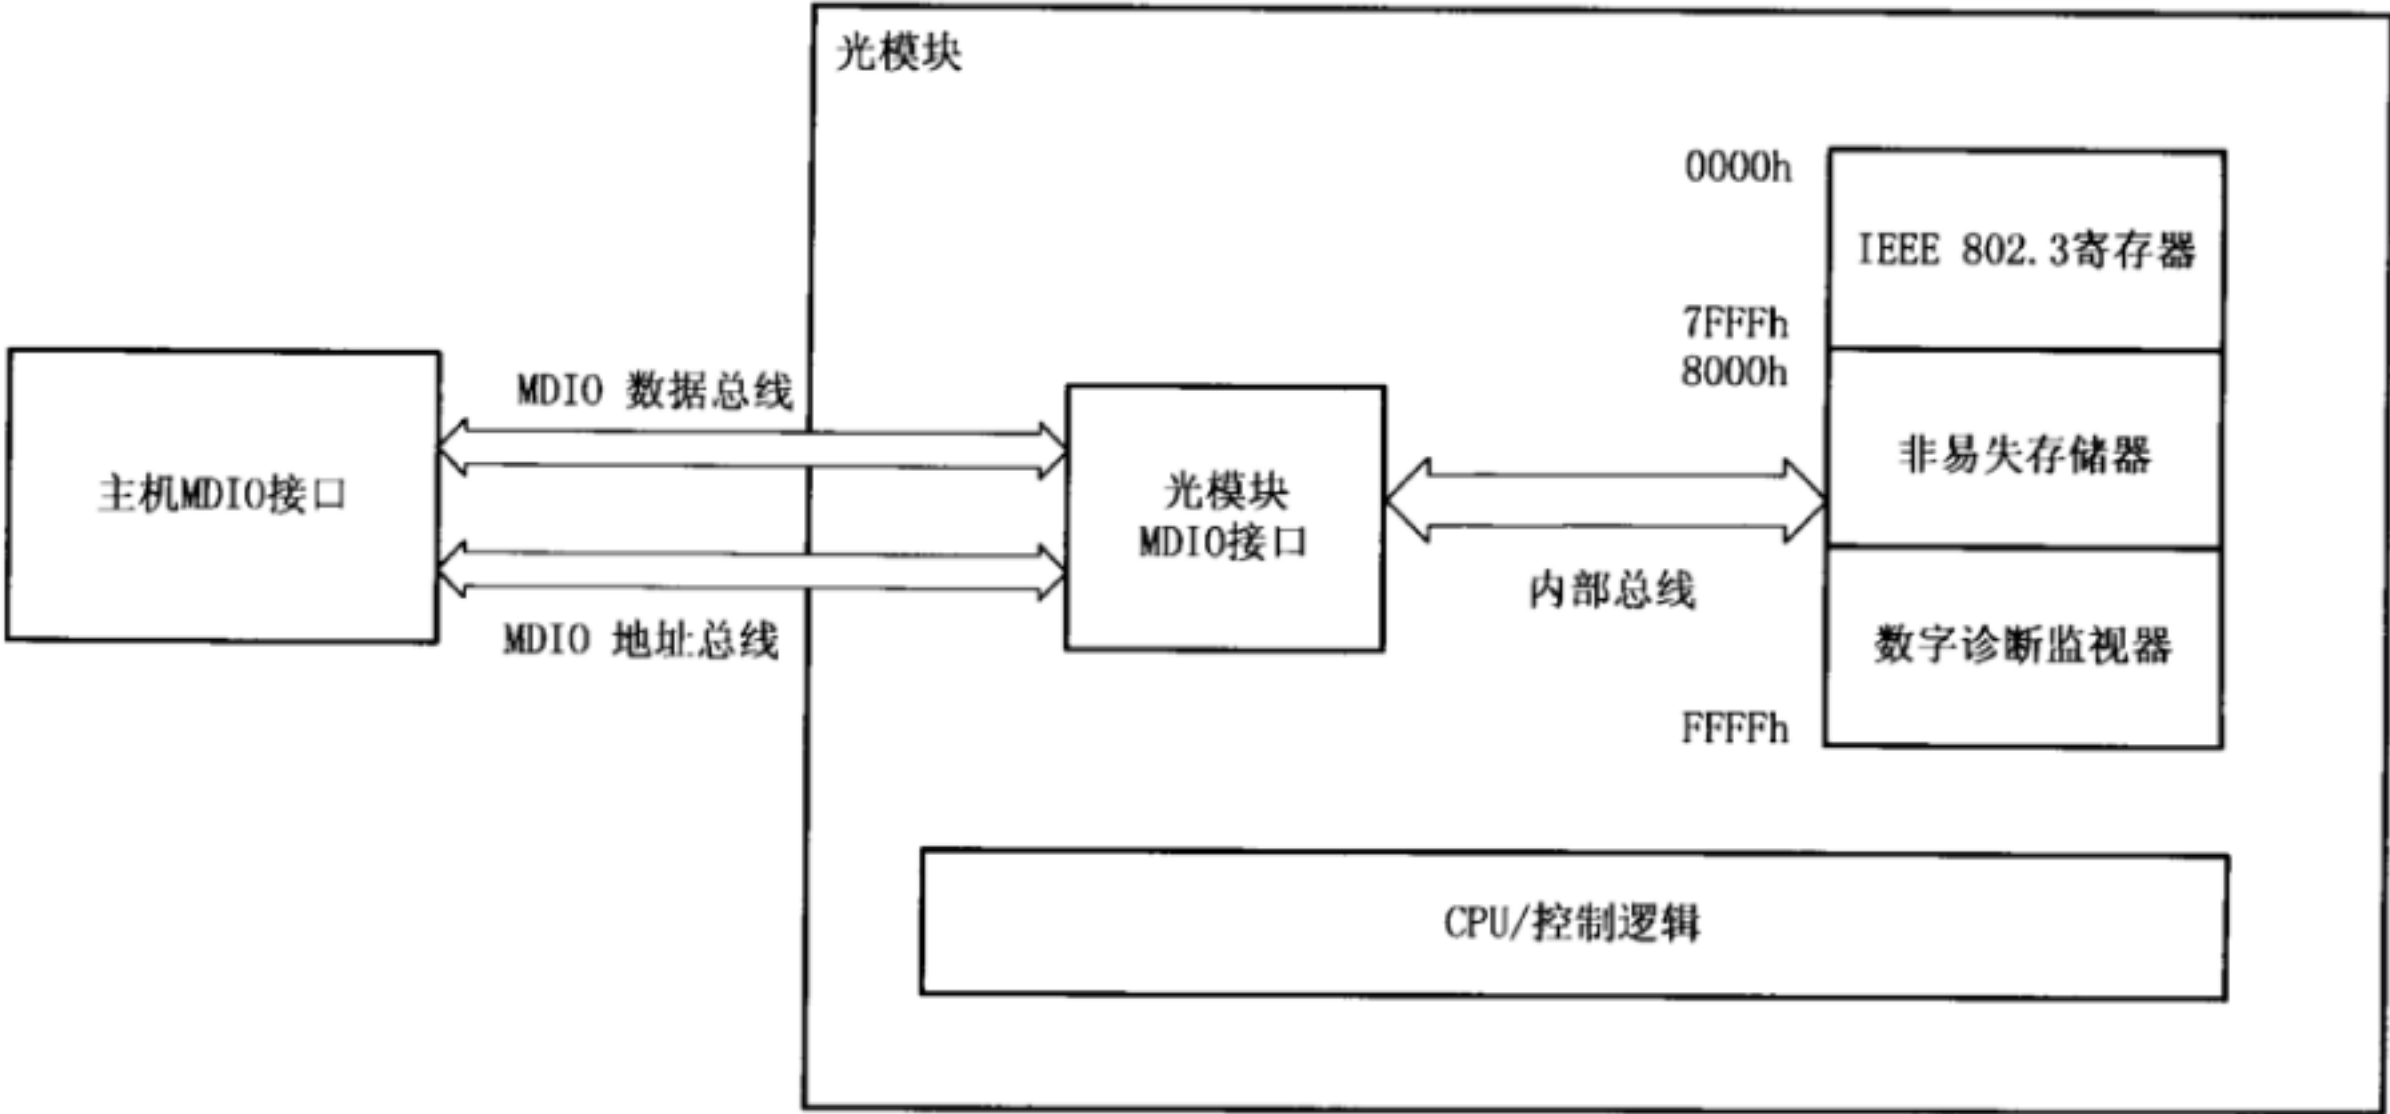 光模块
0000h
IEEE 802.3寄存器
7FFFh
8000h
MDIO 数据总线
非易失存储器
主机MDIO接口
光模块
MDIO接口
内部总线
MDIO 地址总线
数字诊断监视器
FFFFh
CPU/控制逻辑